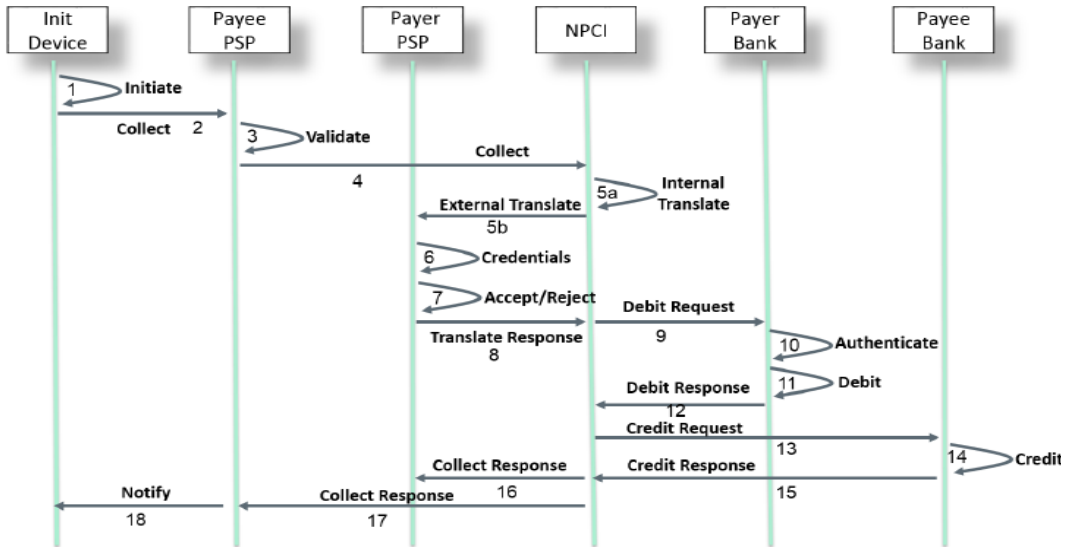 Init
Device
Payee
PSP
Payer
PSP
NPCI
Payer
Bank
Payee
Bank
1 Initiate
Collect 2
3 Validate
Collect
4
5a Internal
Translate
External Translate
5b
6 Credentials
7 Accept/Reject
Debit Request
Translate Response 9
8
10 Authenticate
11 Debit
Debit Response
12
Credit Request
13
14 Credit
Collect Response
Credit Response
16
15
Notify
Collect Response
18
17